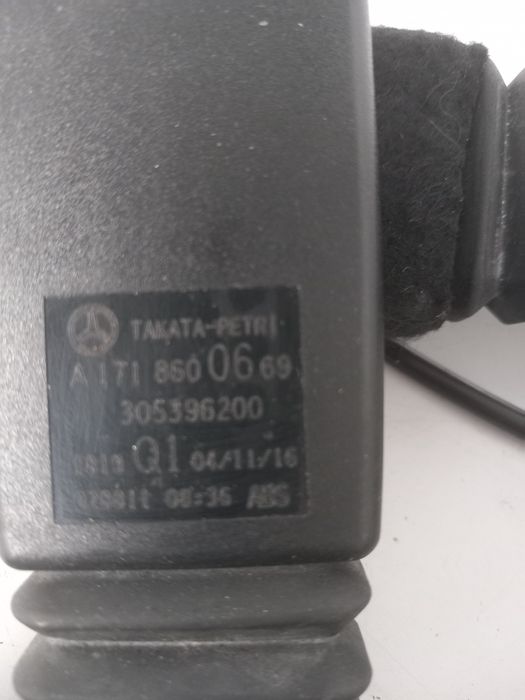 TAKATA-PETRI
A 171 860 06 69
305396200
Q1 04/11/16
08:36 ABS